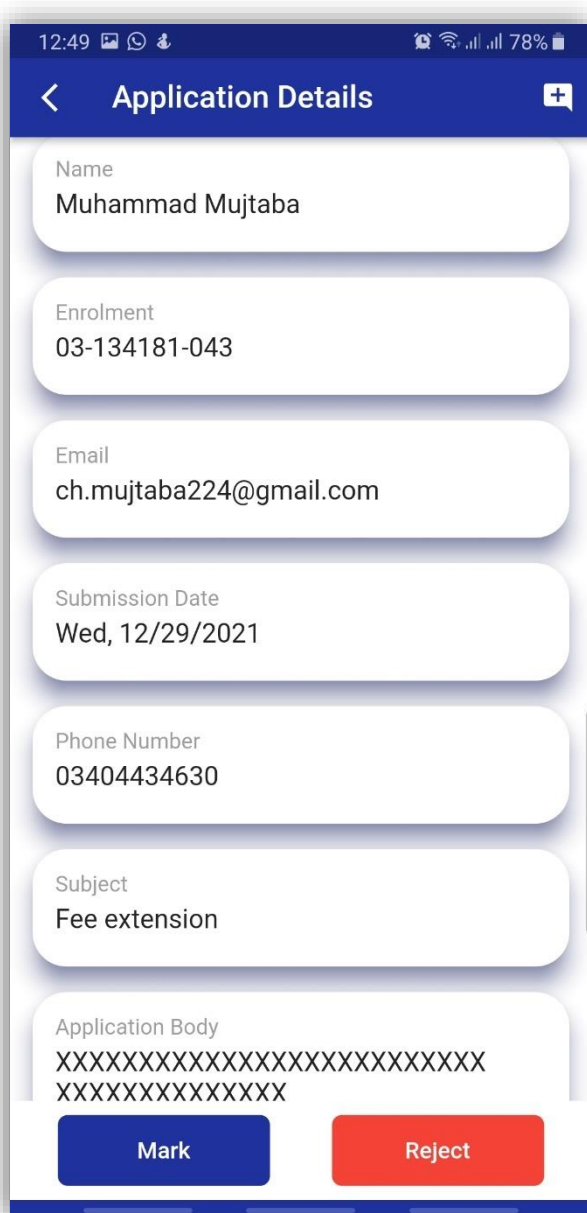 12:49 78%
Application Details
Name
Muhammad Mujtaba
Enrolment
03-134181-043
Email
ch.mujtaba224@gmail.com
Submission Date
Wed, 12/29/2021
Phone Number
03404434630
Subject
Fee extension
Application Body
XXXXXXXXXXXXXXXXXXXXXXXXXX
XXXXXXXXXXXXXX
Mark Reject